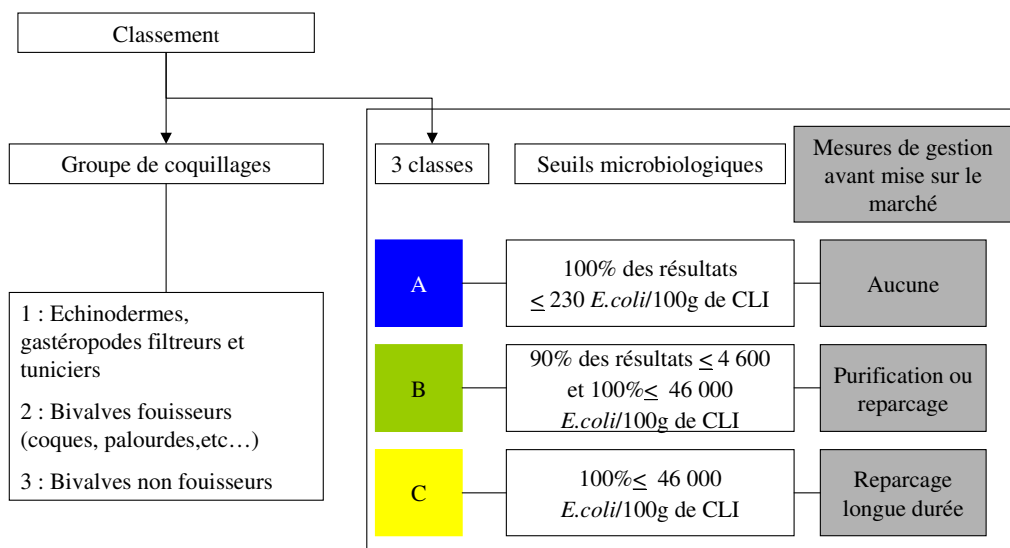 Classement
Groupe de coquillages
1 : Echinodermes,
gastéropodes filtreurs et
tuniciers
2 : Bivalves fouisseurs
(coques, palourdes,etc…)
3 : Bivalves non fouisseurs
3 classes
Seuils microbiologiques
Mesures de gestion
avant mise sur le
marché
A
100% des résultats
≤ 230 E.coli/100g de CLI
Aucune
B
90% des résultats ≤ 4 600
et 100%≤ 46 000
E.coli/100g de CLI
Purification ou
reparcage
C
100%≤ 46 000
E.coli/100g de CLI
Reparcage
longue durée